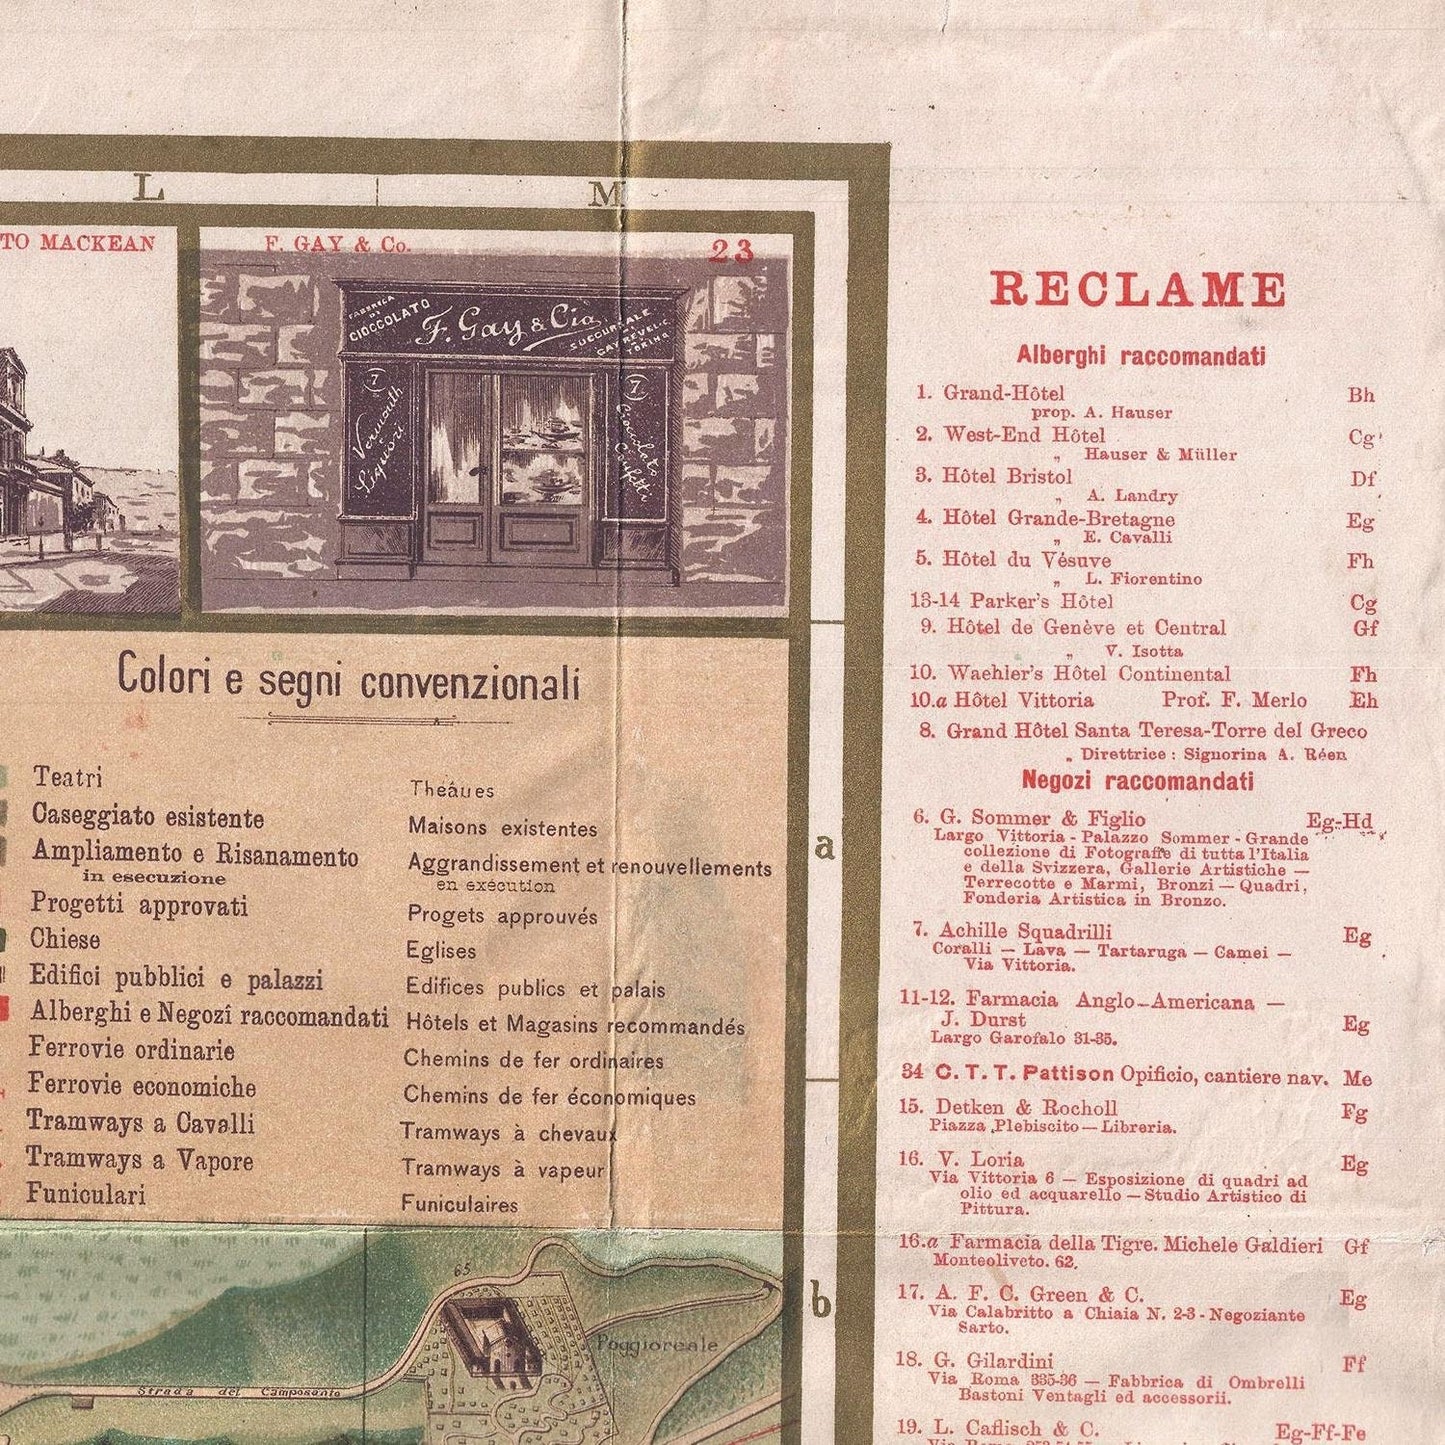 L
M
TO MACKEAN
F. GAY & Co.
23
FABBRICA
DI
CIOCCOLATO
F. Gay & Cia
SUCCURSALE
GAY REVEL C.
TORINO
7
Vermouth
Liquori
7
Cioccolato
Confetti
Colori e segni convenzionali
Teatri
Théâues
Caseggiato esistente
Maisons existentes
Ampliamento e Risanamento
in esecuzione
Aggrandissement et renouvellements
en exécution
Progetti approvati
Progets approuvés
Chiese
Eglises
Edifici pubblici e palazzi
Edifices publics et palais
Alberghi e Negozî raccomandati
Hôtels et Magasins recommandés
Ferrovie ordinarie
Chemins de fer ordinaires
Ferrovie economiche
Chemins de fer économiques
Tramways a Cavalli
Tramways à chevaux
Tramways a Vapore
Tramways à vapeur
Funiculari
Funiculaires
a
b
65
Poggioreale
Strada del Camposanto
RECLAME
Alberghi raccomandati
1. Grand-Hôtel Bh
prop. A. Hauser
2. West-End Hôtel Cg
„ Hauser & Müller
3. Hôtel Bristol Df
„ A. Landry
4. Hôtel Grande-Bretagne Eg
„ E. Cavalli
5. Hôtel du Vésuve Fh
„ L. Fiorentino
13-14 Parker's Hôtel Cg
9. Hôtel de Genève et Central Gf
„ V. Isotta
10. Waehler's Hôtel Continental Fh
10.a Hôtel Vittoria Prof. F. Merlo Eh
8. Grand Hôtel Santa Teresa-Torre del Greco
„ Direttrice : Signorina A. Réen
Negozi raccomandati
6. G. Sommer & Figlio Eg-Hd
Largo Vittoria - Palazzo Sommer - Grande
collezione di Fotografie di tutta l'Italia
e della Svizzera, Gallerie Artistiche —
Terrecotte e Marmi, Bronzi — Quadri,
Fonderia Artistica in Bronzo.
7. Achille Squadrilli Eg
Coralli — Lava — Tartaruga — Camei —
Via Vittoria.
11-12. Farmacia Anglo-Americana —
J. Durst Eg
Largo Garofalo 31-35.
34 C. T. T. Pattison Opificio, cantiere nav. Me
15. Detken & Rocholl Fg
Piazza Plebiscito — Libreria.
16. V. Loria Eg
Via Vittoria 6 — Esposizione di quadri ad
olio ed acquarello — Studio Artistico di
Pittura.
16.a Farmacia della Tigre. Michele Galdieri Gf
Monteoliveto. 62.
17. A. F. C. Green & C. Eg
Via Calabritto a Chiaia N. 2-3 - Negoziante
Sarto.
18. G. Gilardini Ff
Via Roma 335-36 — Fabbrica di Ombrelli
Bastoni Ventagli ed accessorii.
19. L. Caflisch & C. Eg-Ff-Fe